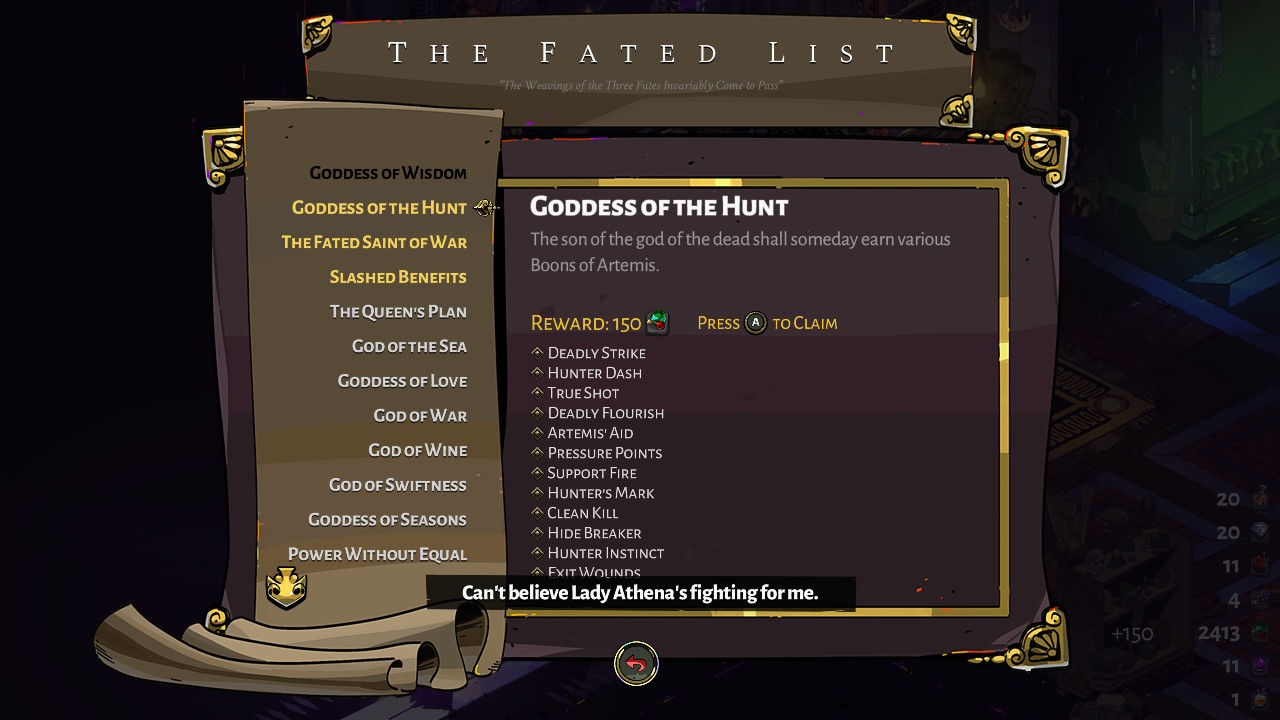 THE FATED LIST
"The Weavings of the Three Fates Invariably Come to Pass"
GODDESS OF WISDOM
GODDESS OF THE HUNT
THE FATED SAINT OF WAR
SLASHED BENEFITS
THE QUEEN'S PLAN
GOD OF THE SEA
GODDESS OF LOVE
GOD OF WAR
GOD OF WINE
GOD OF SWIFTNESS
GODDESS OF SEASONS
POWER WITHOUT EQUAL
GODDESS OF THE HUNT
The son of the god of the dead shall someday earn various
Boons of Artemis.
REWARD: 150 PRESS A TO CLAIM
DEADLY STRIKE
HUNTER DASH
TRUE SHOT
DEADLY FLOURISH
ARTEMIS' AID
PRESSURE POINTS
SUPPORT FIRE
HUNTER'S MARK
CLEAN KILL
HIDE BREAKER
HUNTER INSTINCT
EXIT WOUNDS
Can't believe Lady Athena's fighting for me.
20
20
11
4
+150 2413
11
1